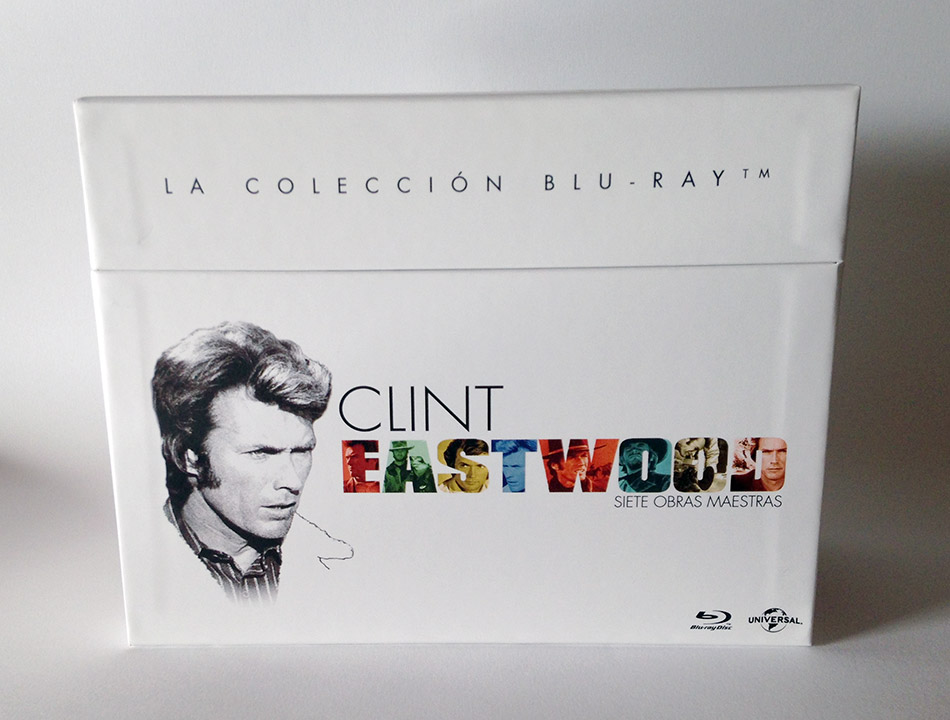 LA COLECCIÓN BLU-RAY™
CLINT
EASTWOOD
SIETE OBRAS MAESTRAS
Blu-ray Disc
UNIVERSAL